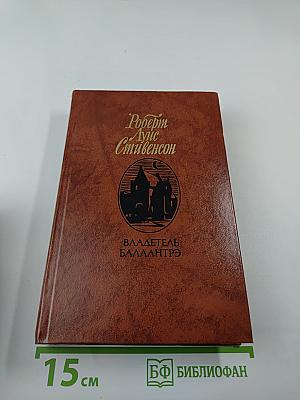 Роберт
Луис
Стивенсон
ВЛАДЕТЕЛЬ
БАЛЛАНТРЭ
15 см
БФ БИБЛИОФАН